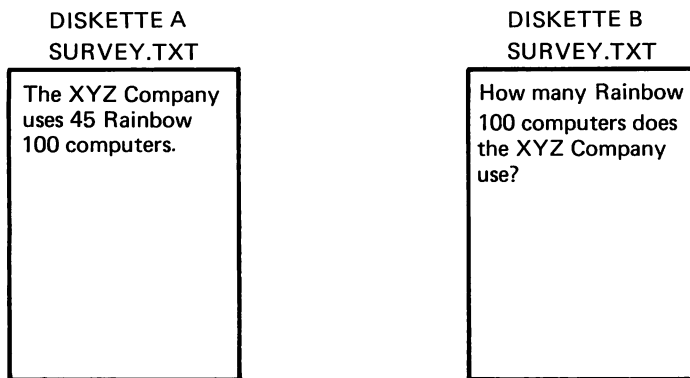 DISKETTE A
SURVEY.TXT
The XYZ Company
uses 45 Rainbow
100 computers.
DISKETTE B
SURVEY.TXT
How many Rainbow
100 computers does
the XYZ Company
use?